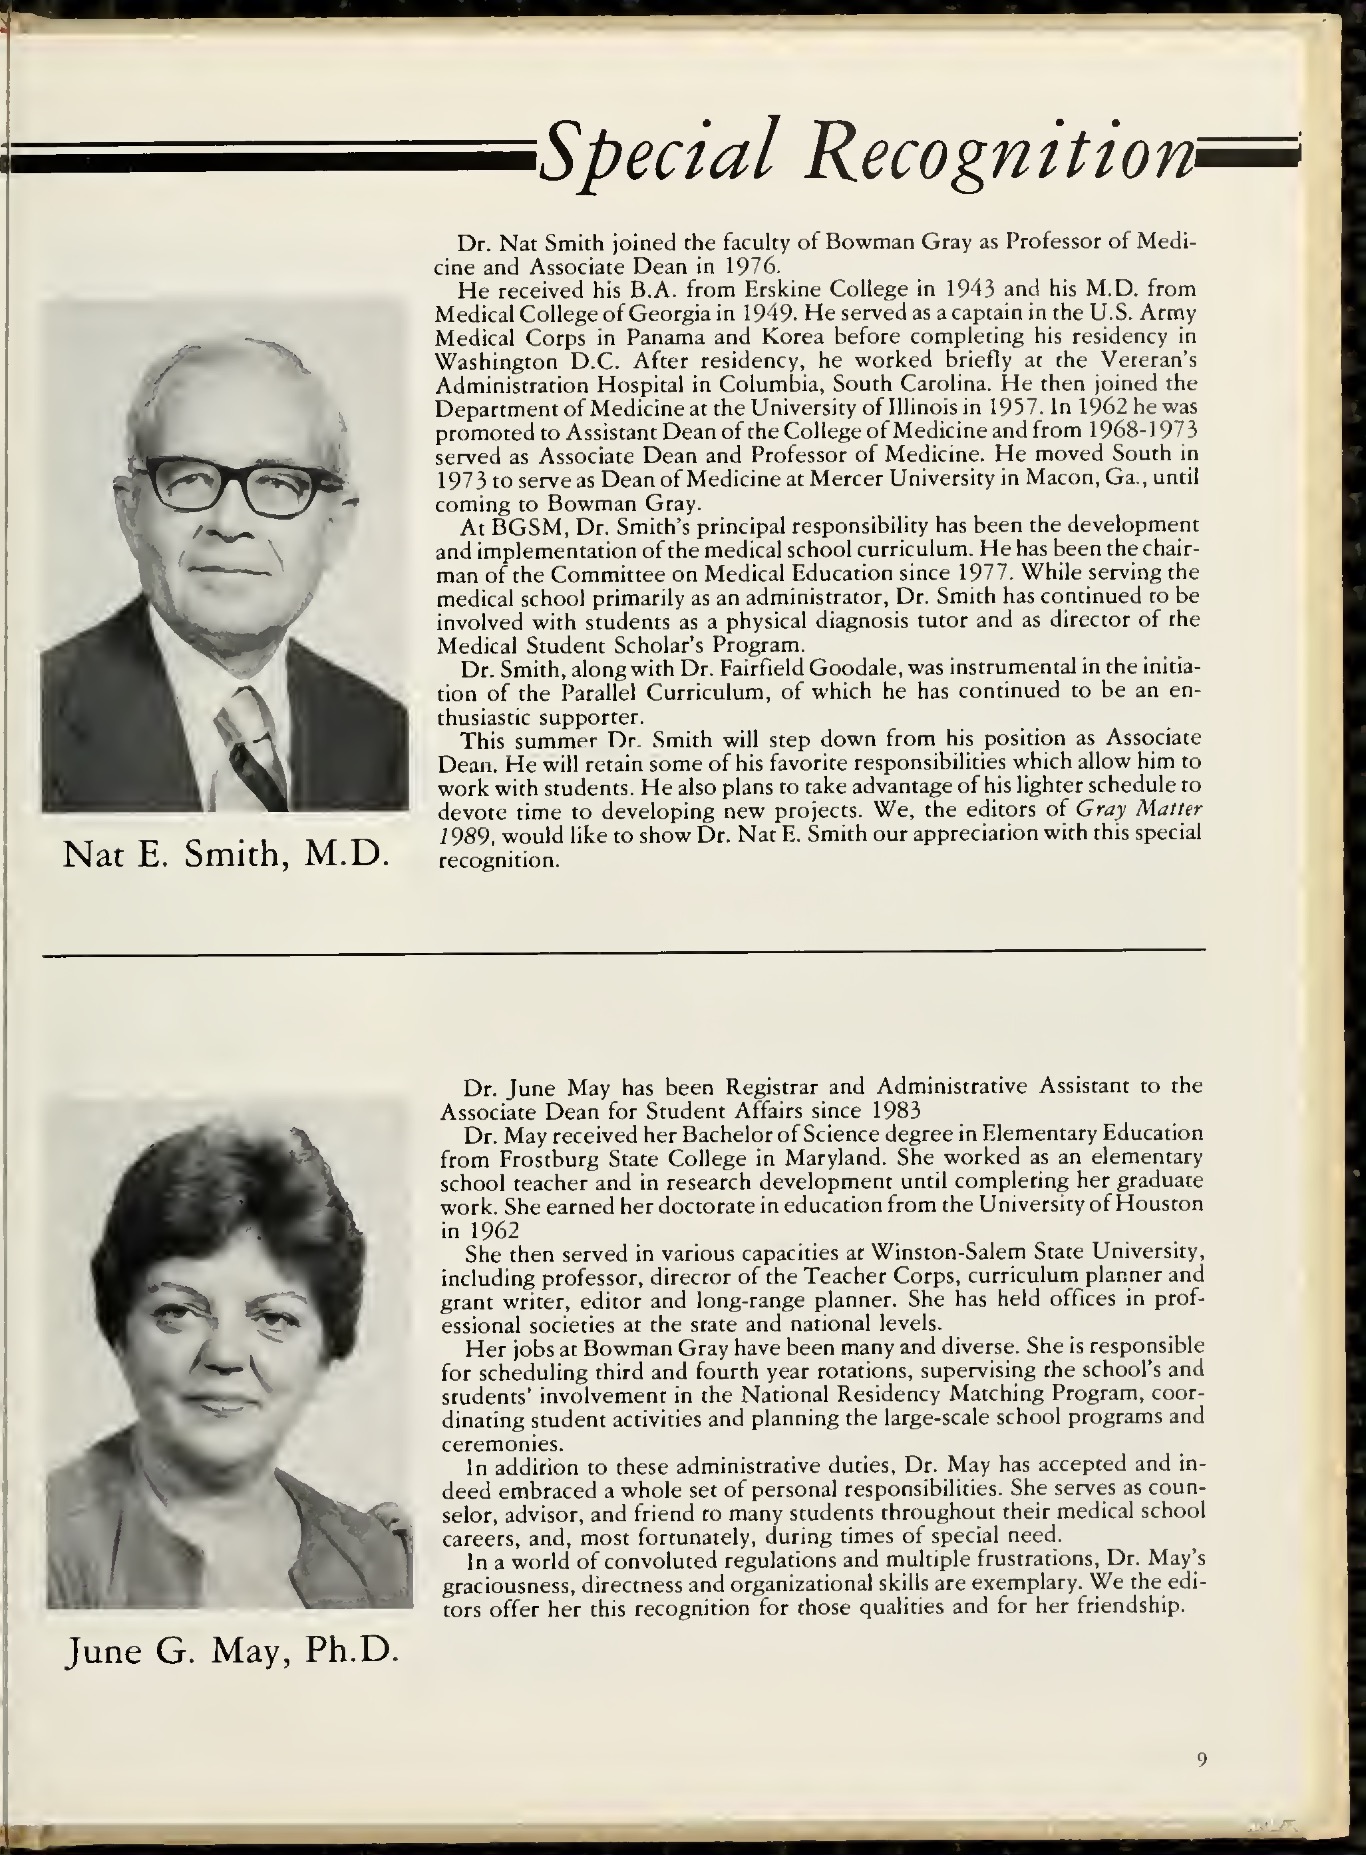 Special Recognition
Dr. Nat Smith joined the faculty of Bowman Gray as Professor of Medi-
cine and Associate Dean in 1976.
He received his B.A. from Erskine College in 1943 and his M.D. from
Medical College of Georgia in 1949. He served as a captain in the U.S. Army
Medical Corps in Panama and Korea before completing his residency in
Washington D.C. After residency, he worked briefly at the Veteran's
Administration Hospital in Columbia, South Carolina. He then joined the
Department of Medicine at the University of Illinois in 1957. In 1962 he was
promoted to Assistant Dean of the College of Medicine and from 1968-1973
served as Associate Dean and Professor of Medicine. He moved South in
1973 to serve as Dean of Medicine at Mercer University in Macon, Ga., until
coming to Bowman Gray.
At BGSM, Dr. Smith's principal responsibility has been the development
and implementation of the medical school curriculum. He has been the chair-
man of the Committee on Medical Education since 1977. While serving the
medical school primarily as an administrator, Dr. Smith has continued to be
involved with students as a physical diagnosis tutor and as director of the
Medical Student Scholar's Program.
Dr. Smith, along with Dr. Fairfield Goodale, was instrumental in the initia-
tion of the Parallel Curriculum, of which he has continued to be an en-
thusiastic supporter.
This summer Dr. Smith will step down from his position as Associate
Dean. He will retain some of his favorite responsibilities which allow him to
work with students. He also plans to take advantage of his lighter schedule to
devote time to developing new projects. We, the editors of Gray Matter
1989, would like to show Dr. Nat E. Smith our appreciation with this special
recognition.
Nat E. Smith, M.D.
Dr. June May has been Registrar and Administrative Assistant to the
Associate Dean for Student Affairs since 1983
Dr. May received her Bachelor of Science degree in Elementary Education
from Frostburg State College in Maryland. She worked as an elementary
school teacher and in research development until completing her graduate
work. She earned her doctorate in education from the University of Houston
in 1962
She then served in various capacities at Winston-Salem State University,
including professor, director of the Teacher Corps, curriculum planner and
grant writer, editor and long-range planner. She has held offices in prof-
essional societies at the state and national levels.
Her jobs at Bowman Gray have been many and diverse. She is responsible
for scheduling third and fourth year rotations, supervising the school's and
students' involvement in the National Residency Matching Program, coor-
dinating student activities and planning the large-scale school programs and
ceremonies.
In addition to these administrative duties, Dr. May has accepted and in-
deed embraced a whole set of personal responsibilities. She serves as coun-
selor, advisor, and friend to many students throughout their medical school
careers, and, most fortunately, during times of special need.
In a world of convoluted regulations and multiple frustrations, Dr. May's
graciousness, directness and organizational skills are exemplary. We the edi-
tors offer her this recognition for those qualities and for her friendship.
June G. May, Ph.D.
9